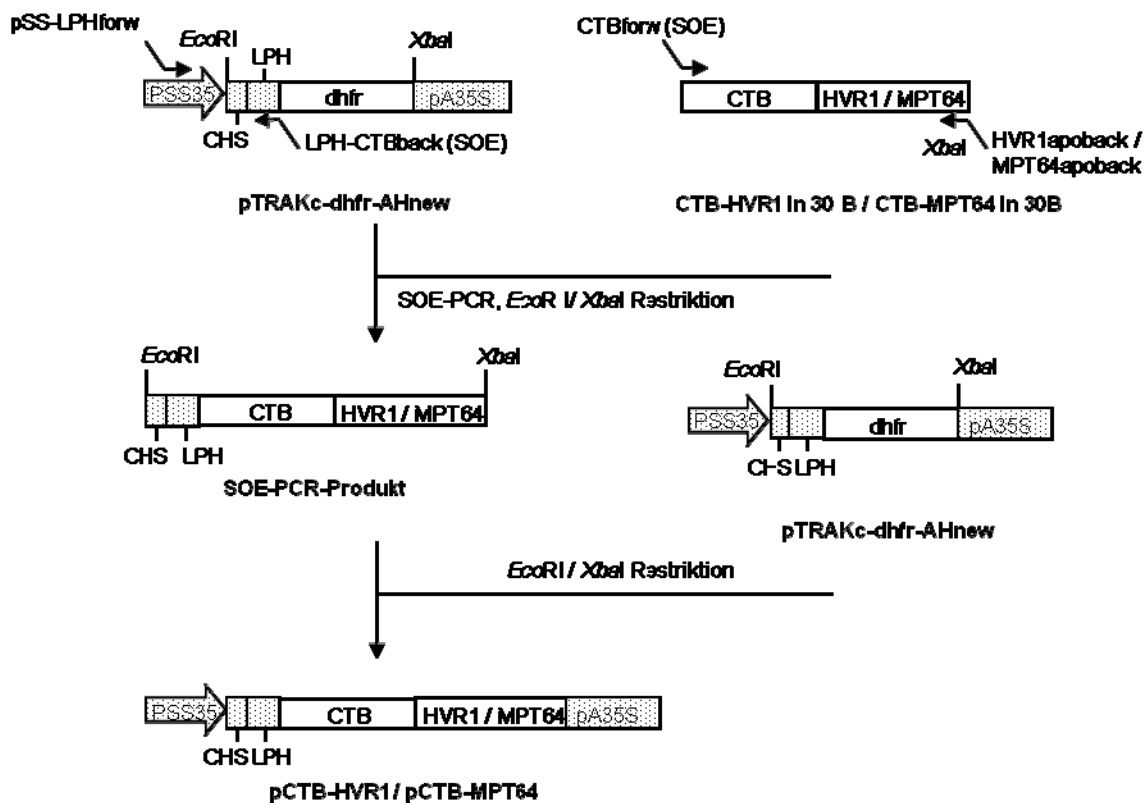 pSS-LPHforw
EcoRI
LPH
XbaI
PSS35
dhfr
pA35S
CHS
LPH-CTBback (SOE)
pTRAKc-dhfr-AHnew
CTBforw (SOE)
CTB
HVR1 / MPT64
XbaI
HVR1apoback /
MPT64apoback
CTB-HVR1 in 30 B / CTB-MPT64 in 30B
SOE-PCR, EcoR I/ XbaI Restriktion
EcoRI
XbaI
CTB
HVR1 / MPT64
CHS
LPH
SOE-PCR-Produkt
EcoRI
XbaI
PSS35
dhfr
pA35S
CHS
LPH
pTRAKc-dhfr-AHnew
EcoRI / XbaI Restriktion
PSS35
CTB
HVR1 / MPT64
pA35S
CHS
LPH
pCTB-HVR1 / pCTB-MPT64